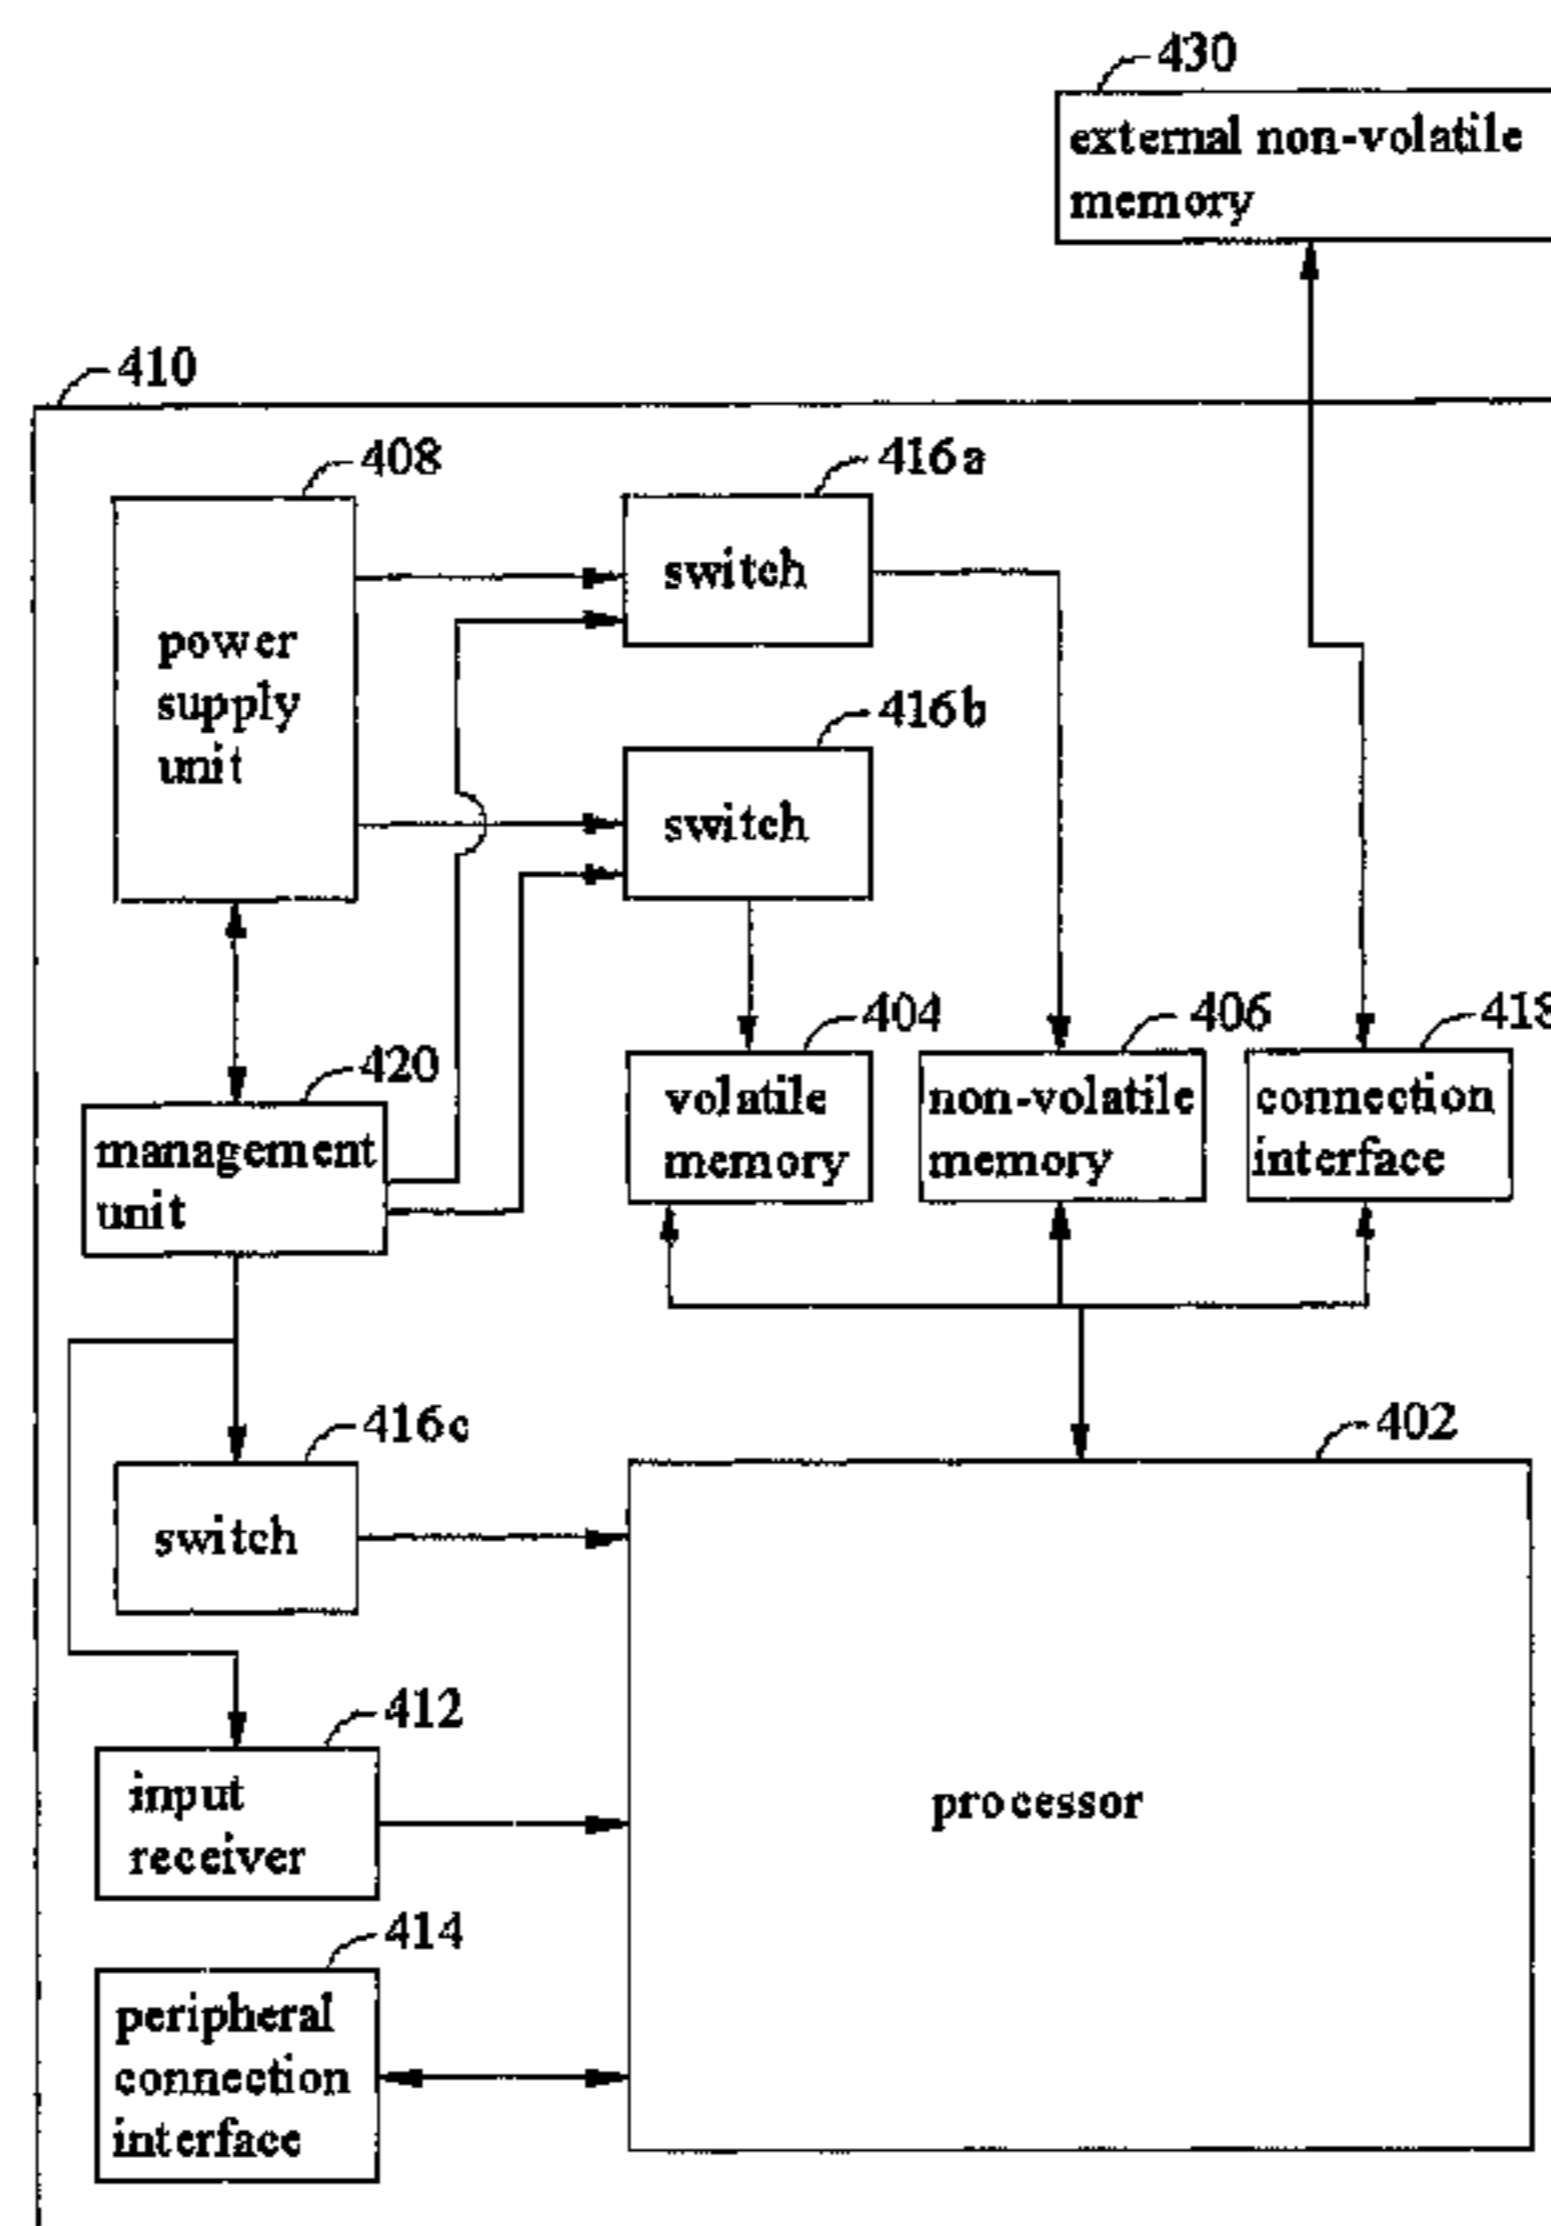 430
external non-volatile
memory
410
408
416a
switch
power
supply
unit
416b
switch
404
406
418
420
volatile
memory
non-volatile
memory
connection
interface
management
unit
416c
402
switch
412
input
receiver
processor
414
peripheral
connection
interface